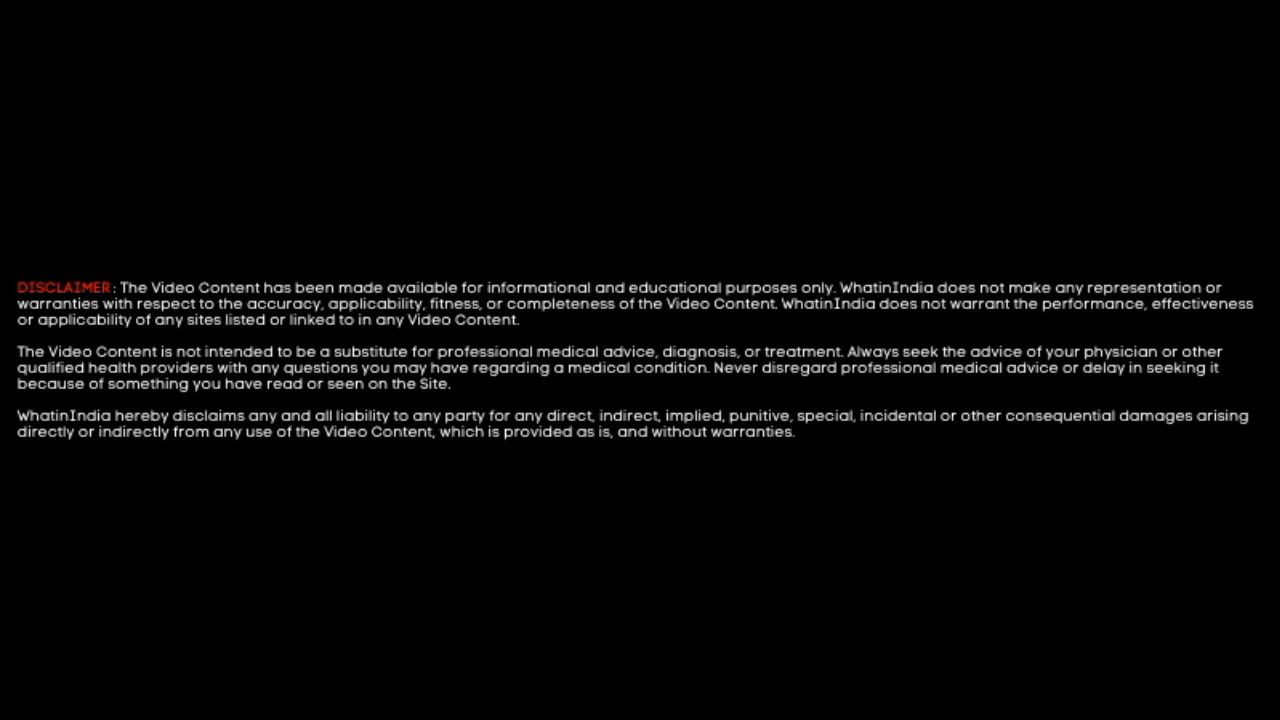 DISCLAIMER: The Video Content has been made available for informational and educational purposes only. WhatinIndia does not make any representation or
warranties with respect to the accuracy, applicability, fitness, or completeness of the Video Content. WhatinIndia does not warrant the performance, effectiveness
or applicability of any sites listed or linked to in any Video Content.
The Video Content is not intended to be a substitute for professional medical advice, diagnosis, or treatment. Always seek the advice of your physician or other
qualified health providers with any questions you may have regarding a medical condition. Never disregard professional medical advice or delay in seeking it
because of something you have read or seen on the Site.
WhatinIndia hereby disclaims any and all liability to any party for any direct, indirect, implied, punitive, special, incidental or other consequential damages arising
directly or indirectly from any use of the Video Content, which is provided as is, and without warranties.